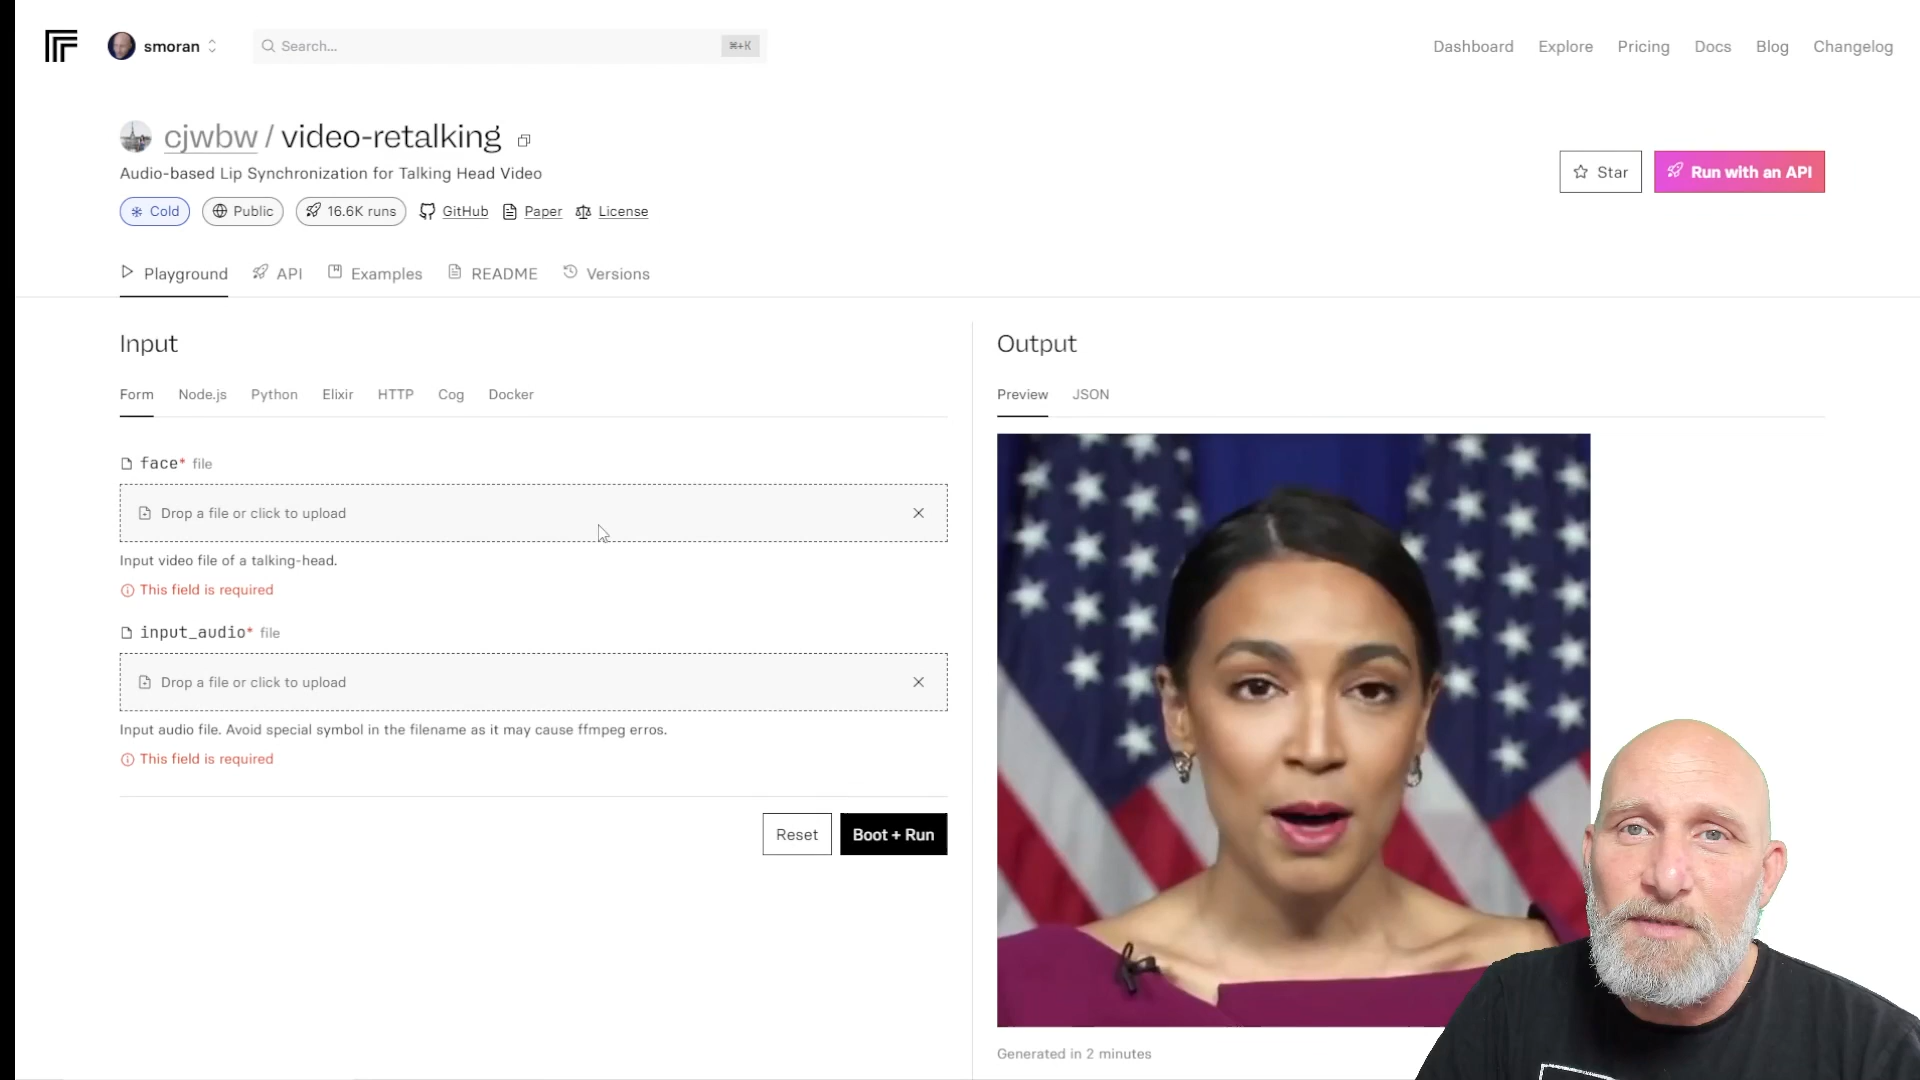 smoran
Search...
⌘+K
Dashboard
Explore
Pricing
Docs
Blog
Changelog
cjwbw / video-retalking
Audio-based Lip Synchronization for Talking Head Video
Star
Run with an API
Cold
Public
16.6K runs
GitHub
Paper
License
Playground
API
Examples
README
Versions
Input
Form
Node.js
Python
Elixir
HTTP
Cog
Docker
face* file
Drop a file or click to upload
Input video file of a talking-head.
This field is required
input_audio* file
Drop a file or click to upload
Input audio file. Avoid special symbol in the filename as it may cause ffmpeg erros.
This field is required
Reset
Boot + Run
Output
Preview
JSON
Generated in 2 minutes